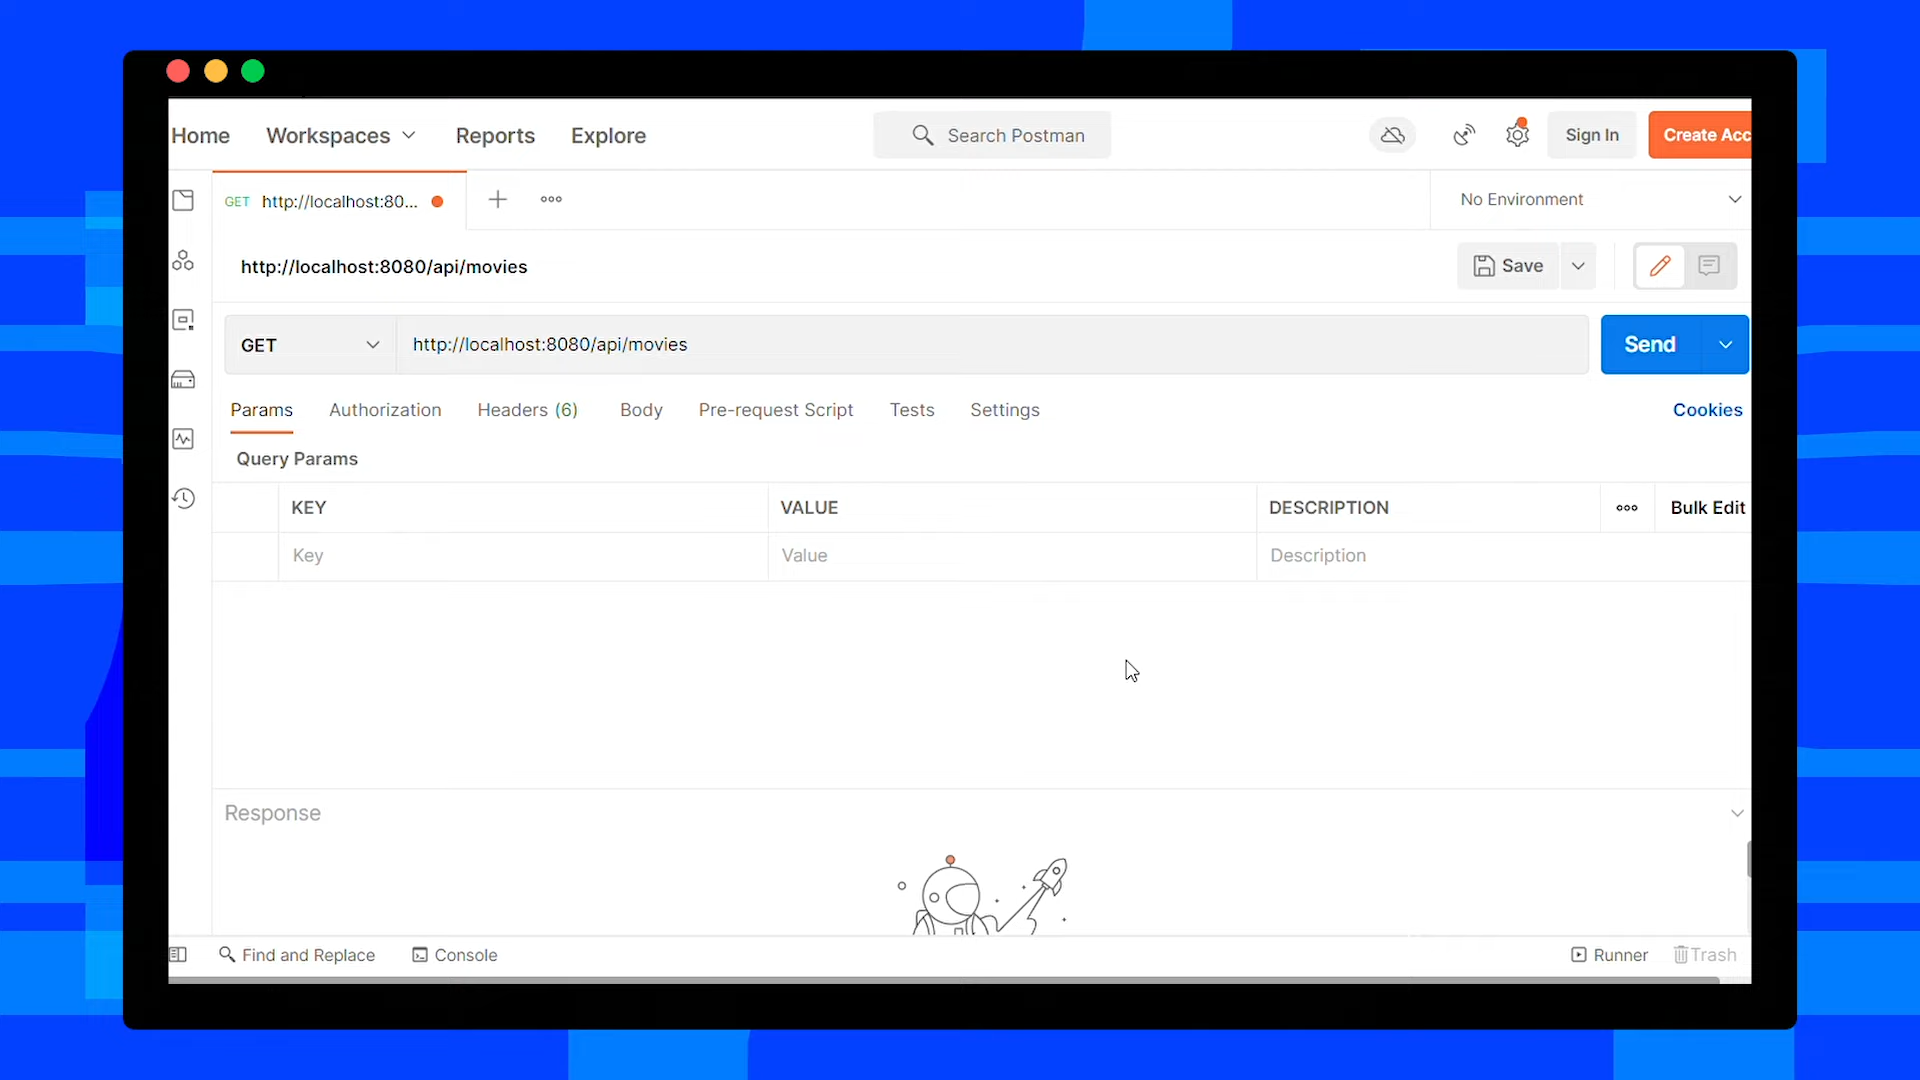 Home Workspaces Reports Explore Search Postman Sign In Create Acc
GET http://localhost:80... No Environment
http://localhost:8080/api/movies Save
GET http://localhost:8080/api/movies Send
Params Authorization Headers (6) Body Pre-request Script Tests Settings Cookies
Query Params
KEY VALUE DESCRIPTION Bulk Edit
Key Value Description
Response
Find and Replace Console Runner Trash